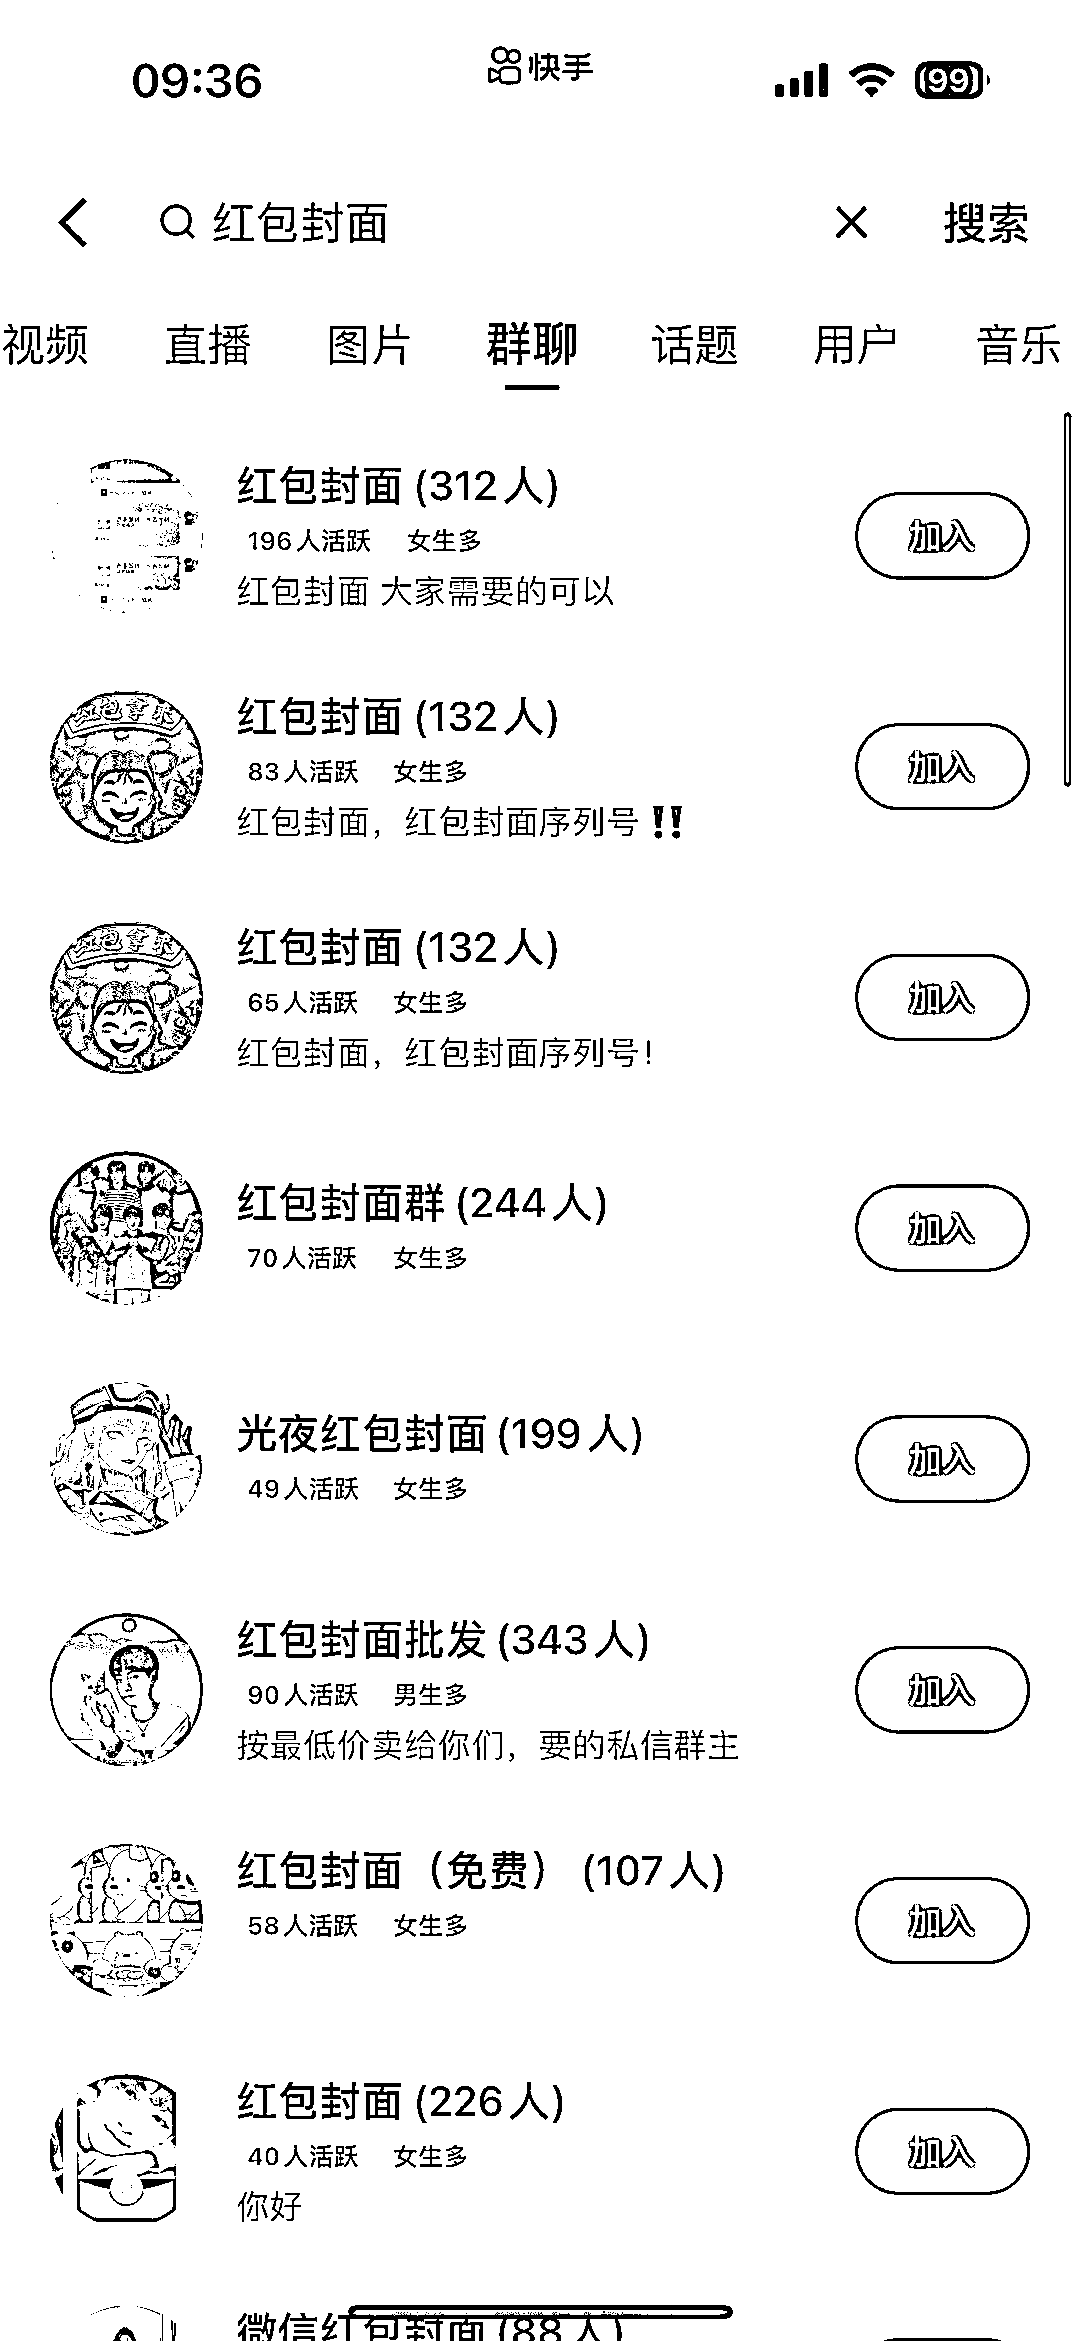 09:36
快手
99
红包封面
搜索
视频 直播 图片 群聊 话题 用户 音乐
红包封面 (312人)
196人活跃 女生多
红包封面 大家需要的可以
加入
红包封面 (132人)
83人活跃 女生多
红包封面，红包封面序列号‼️
加入
红包封面 (132人)
65人活跃 女生多
红包封面，红包封面序列号！
加入
红包封面群 (244人)
70人活跃 女生多
加入
光夜红包封面 (199人)
49人活跃 女生多
加入
红包封面批发 (343人)
90人活跃 男生多
按最低价卖给你们，要的私信群主
加入
红包封面（免费） (107人)
58人活跃 女生多
加入
红包封面 (226人)
40人活跃 女生多
你好
加入
微信红包封面 (88人)